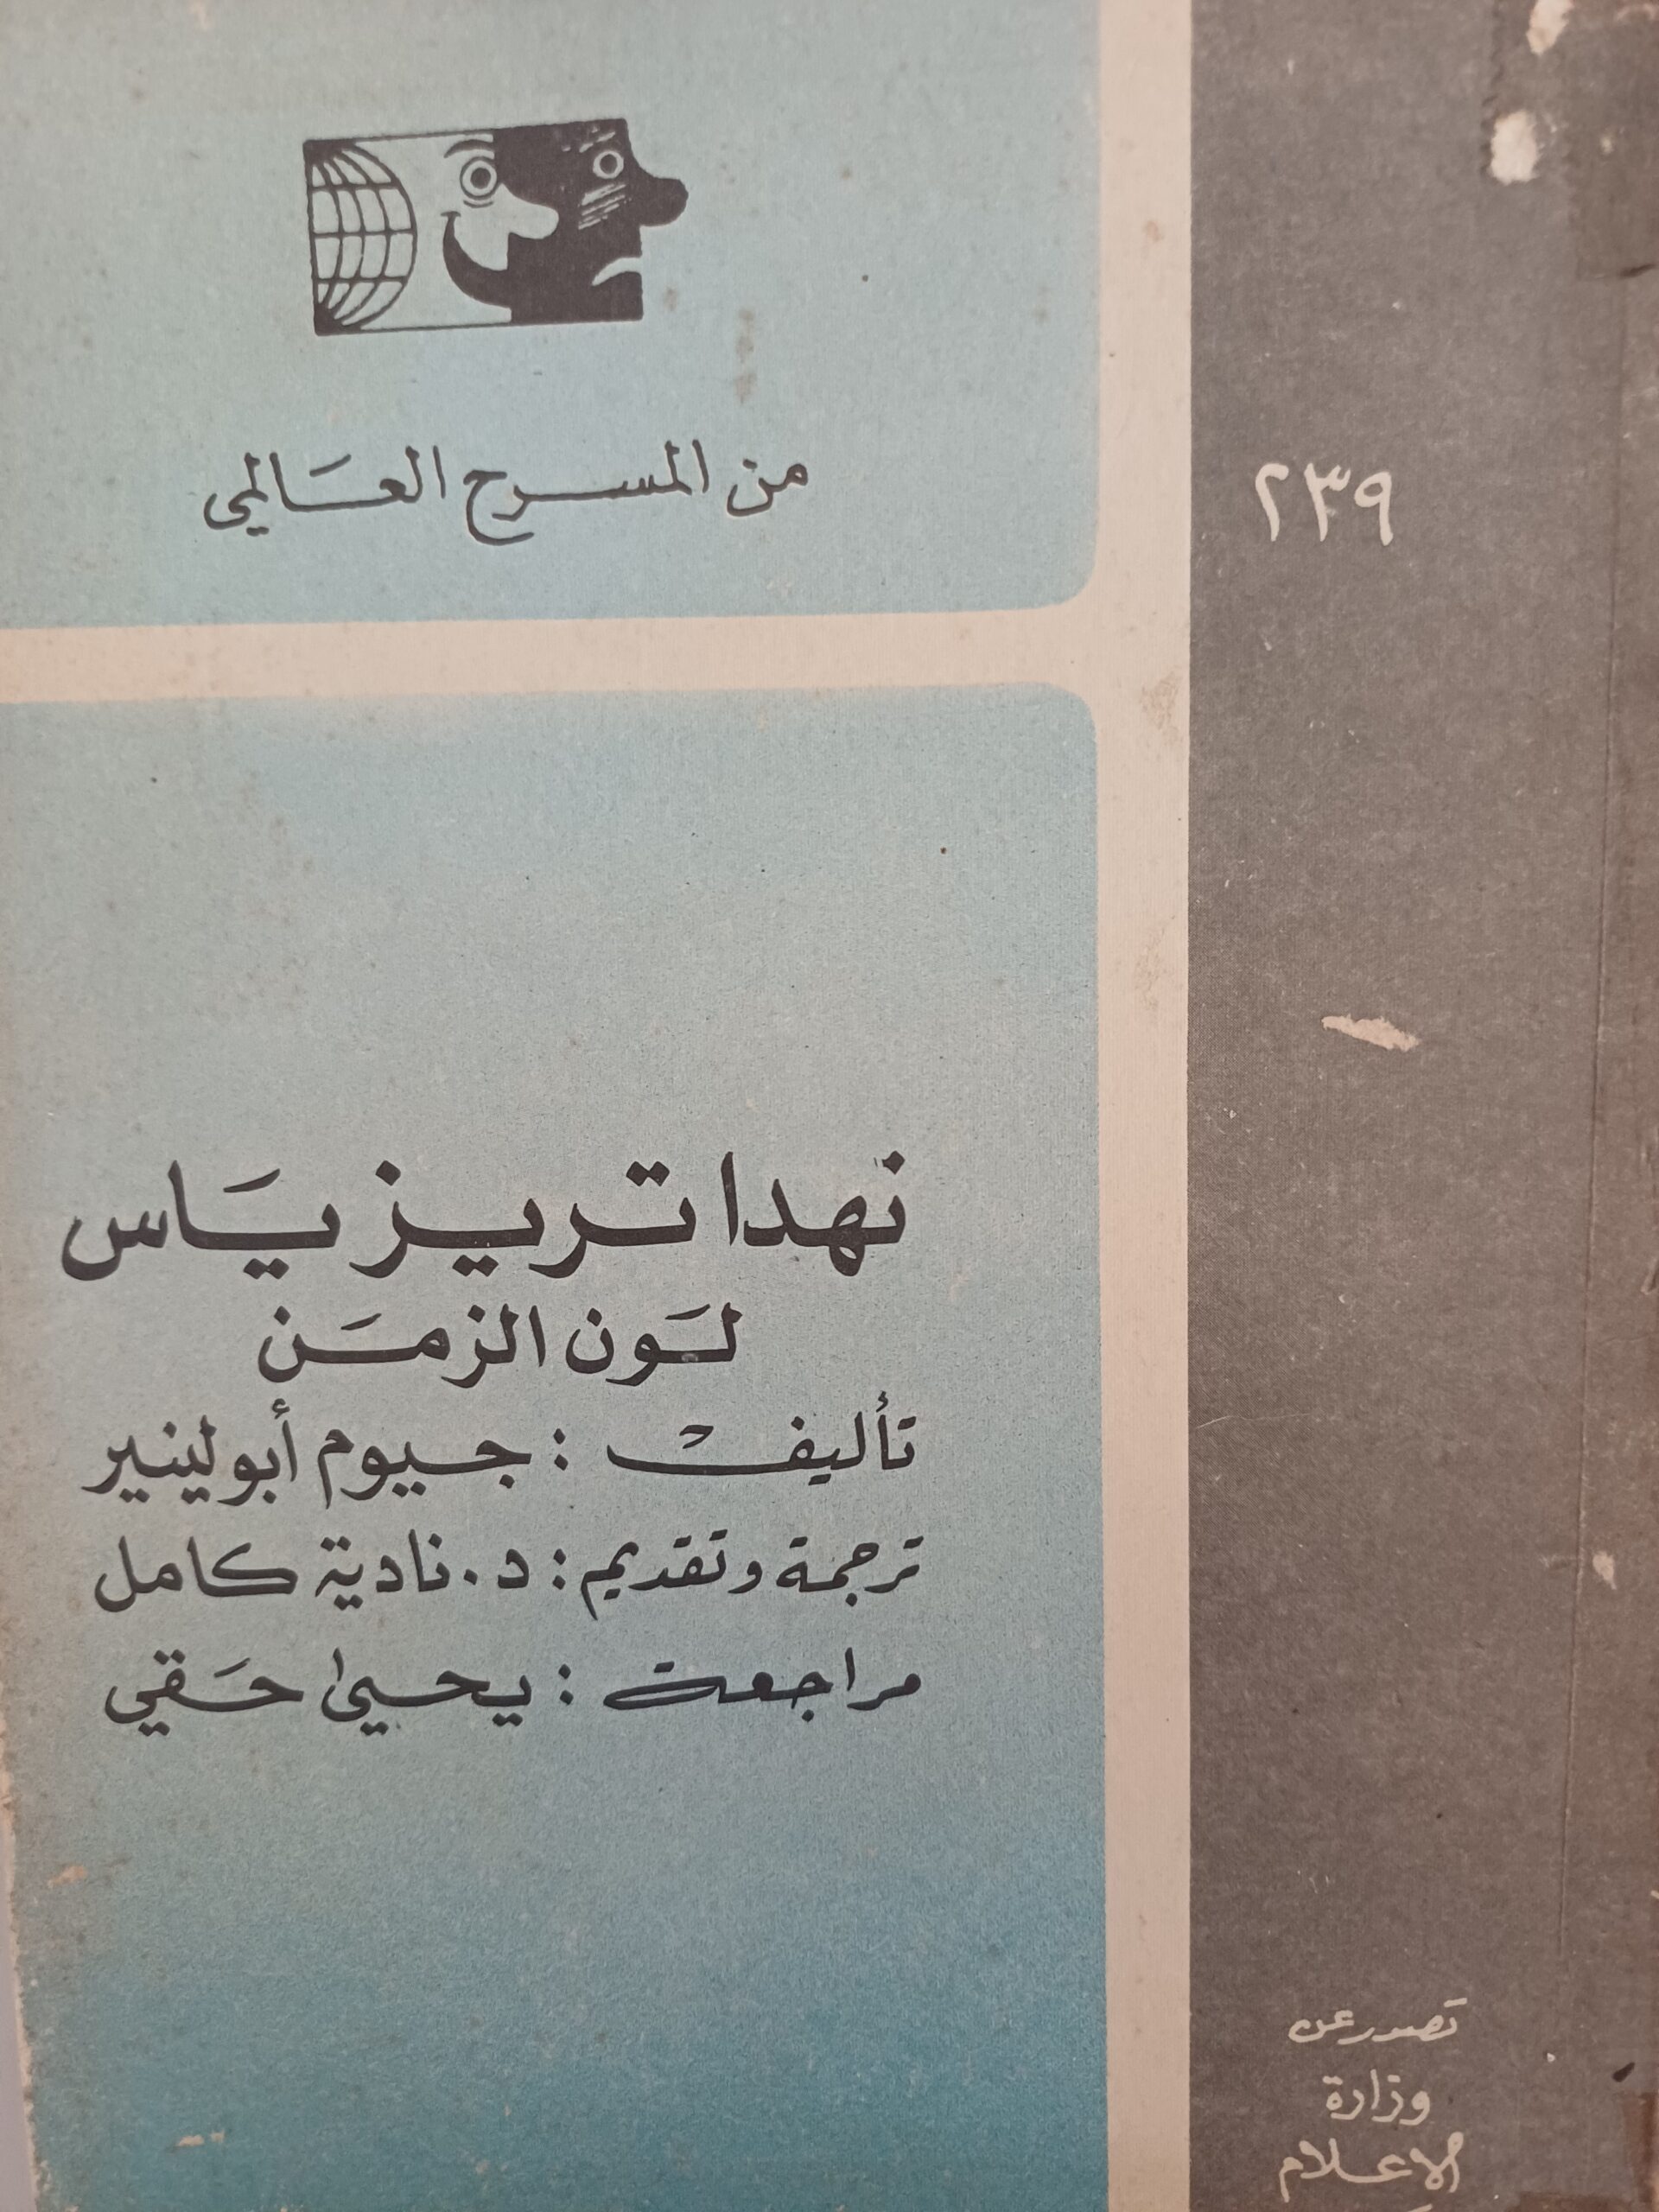 من المسرح العالمي
٢٣٩
نهدا تريزياس
لون الزمن
تأليف : جيوم أبولينير
ترجمة وتقديم : د. نادية كامل
مراجعة : يحيى حقي
تصدر عن
وزارة
الاعلام